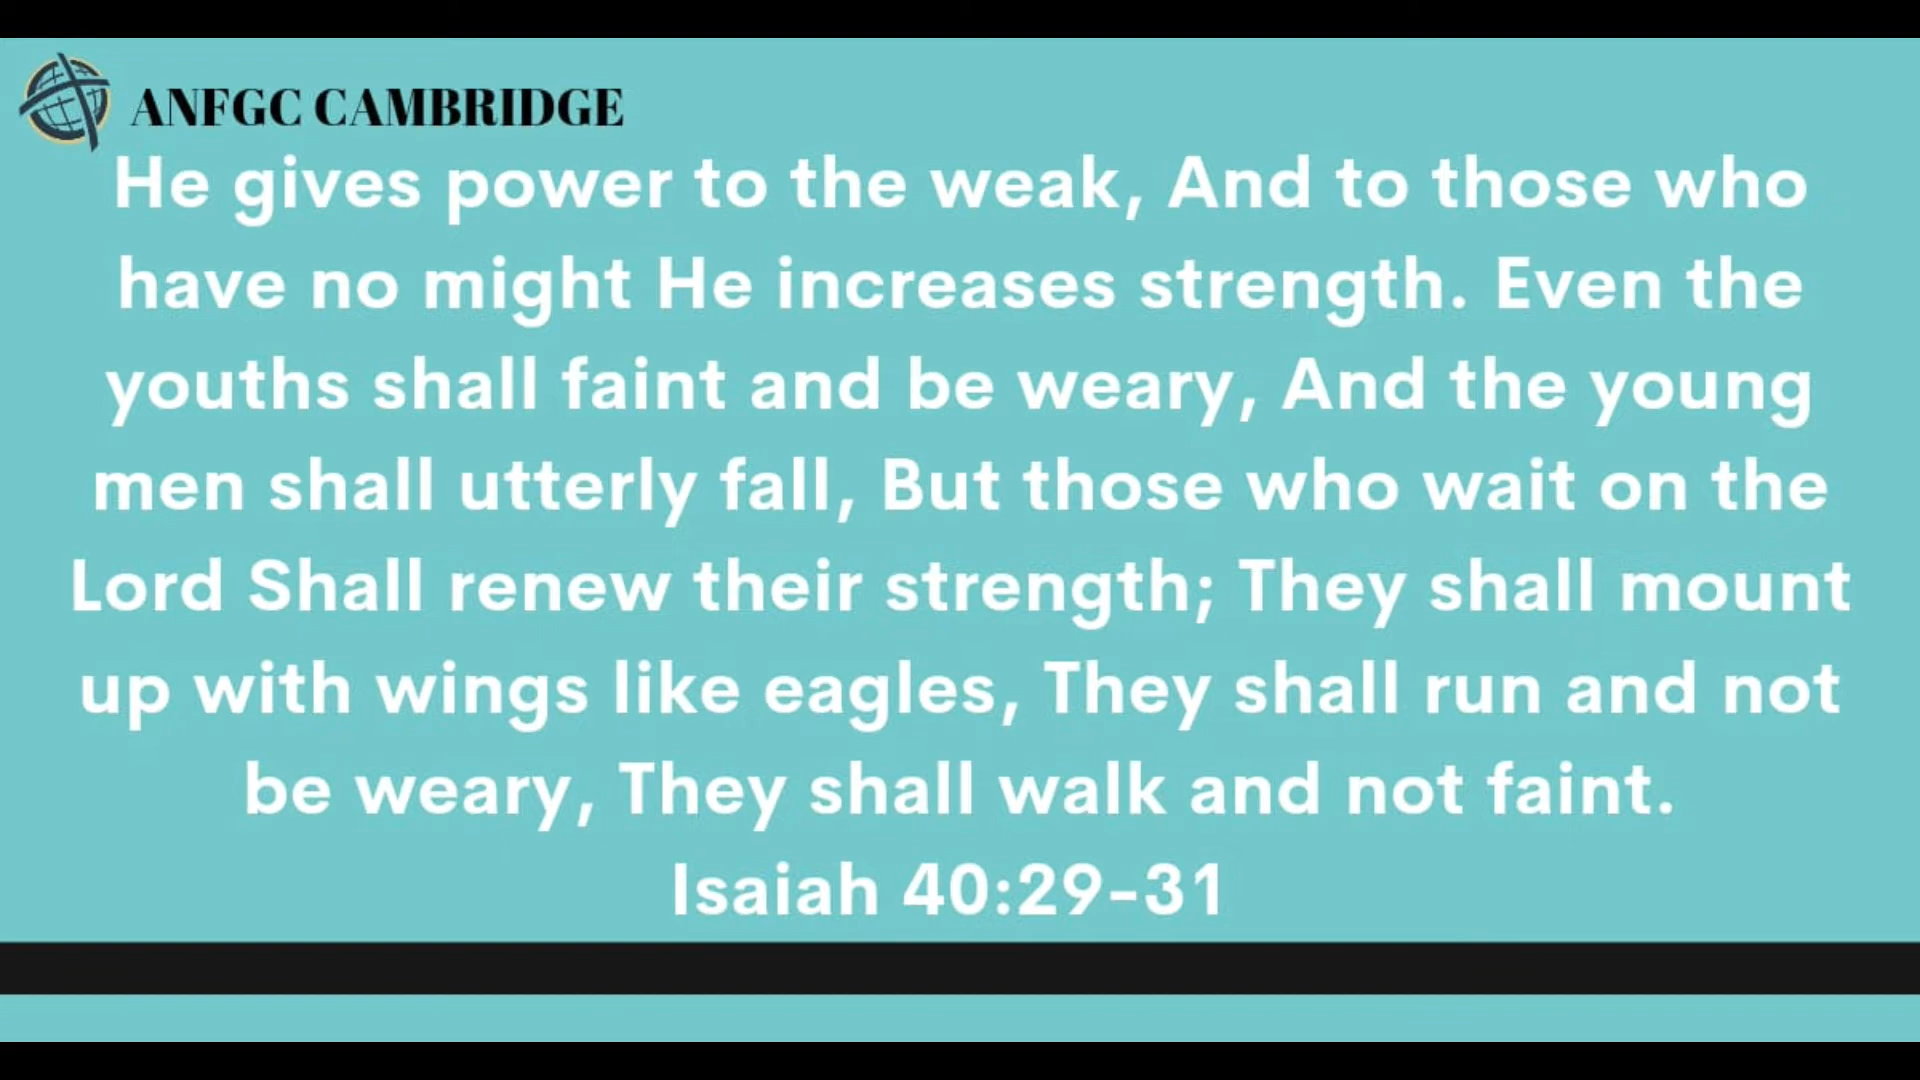 ANFGC CAMBRIDGE
He gives power to the weak, And to those who
have no might He increases strength. Even the
youths shall faint and be weary, And the young
men shall utterly fall, But those who wait on the
Lord Shall renew their strength; They shall mount
up with wings like eagles, They shall run and not
be weary, They shall walk and not faint.
Isaiah 40:29-31